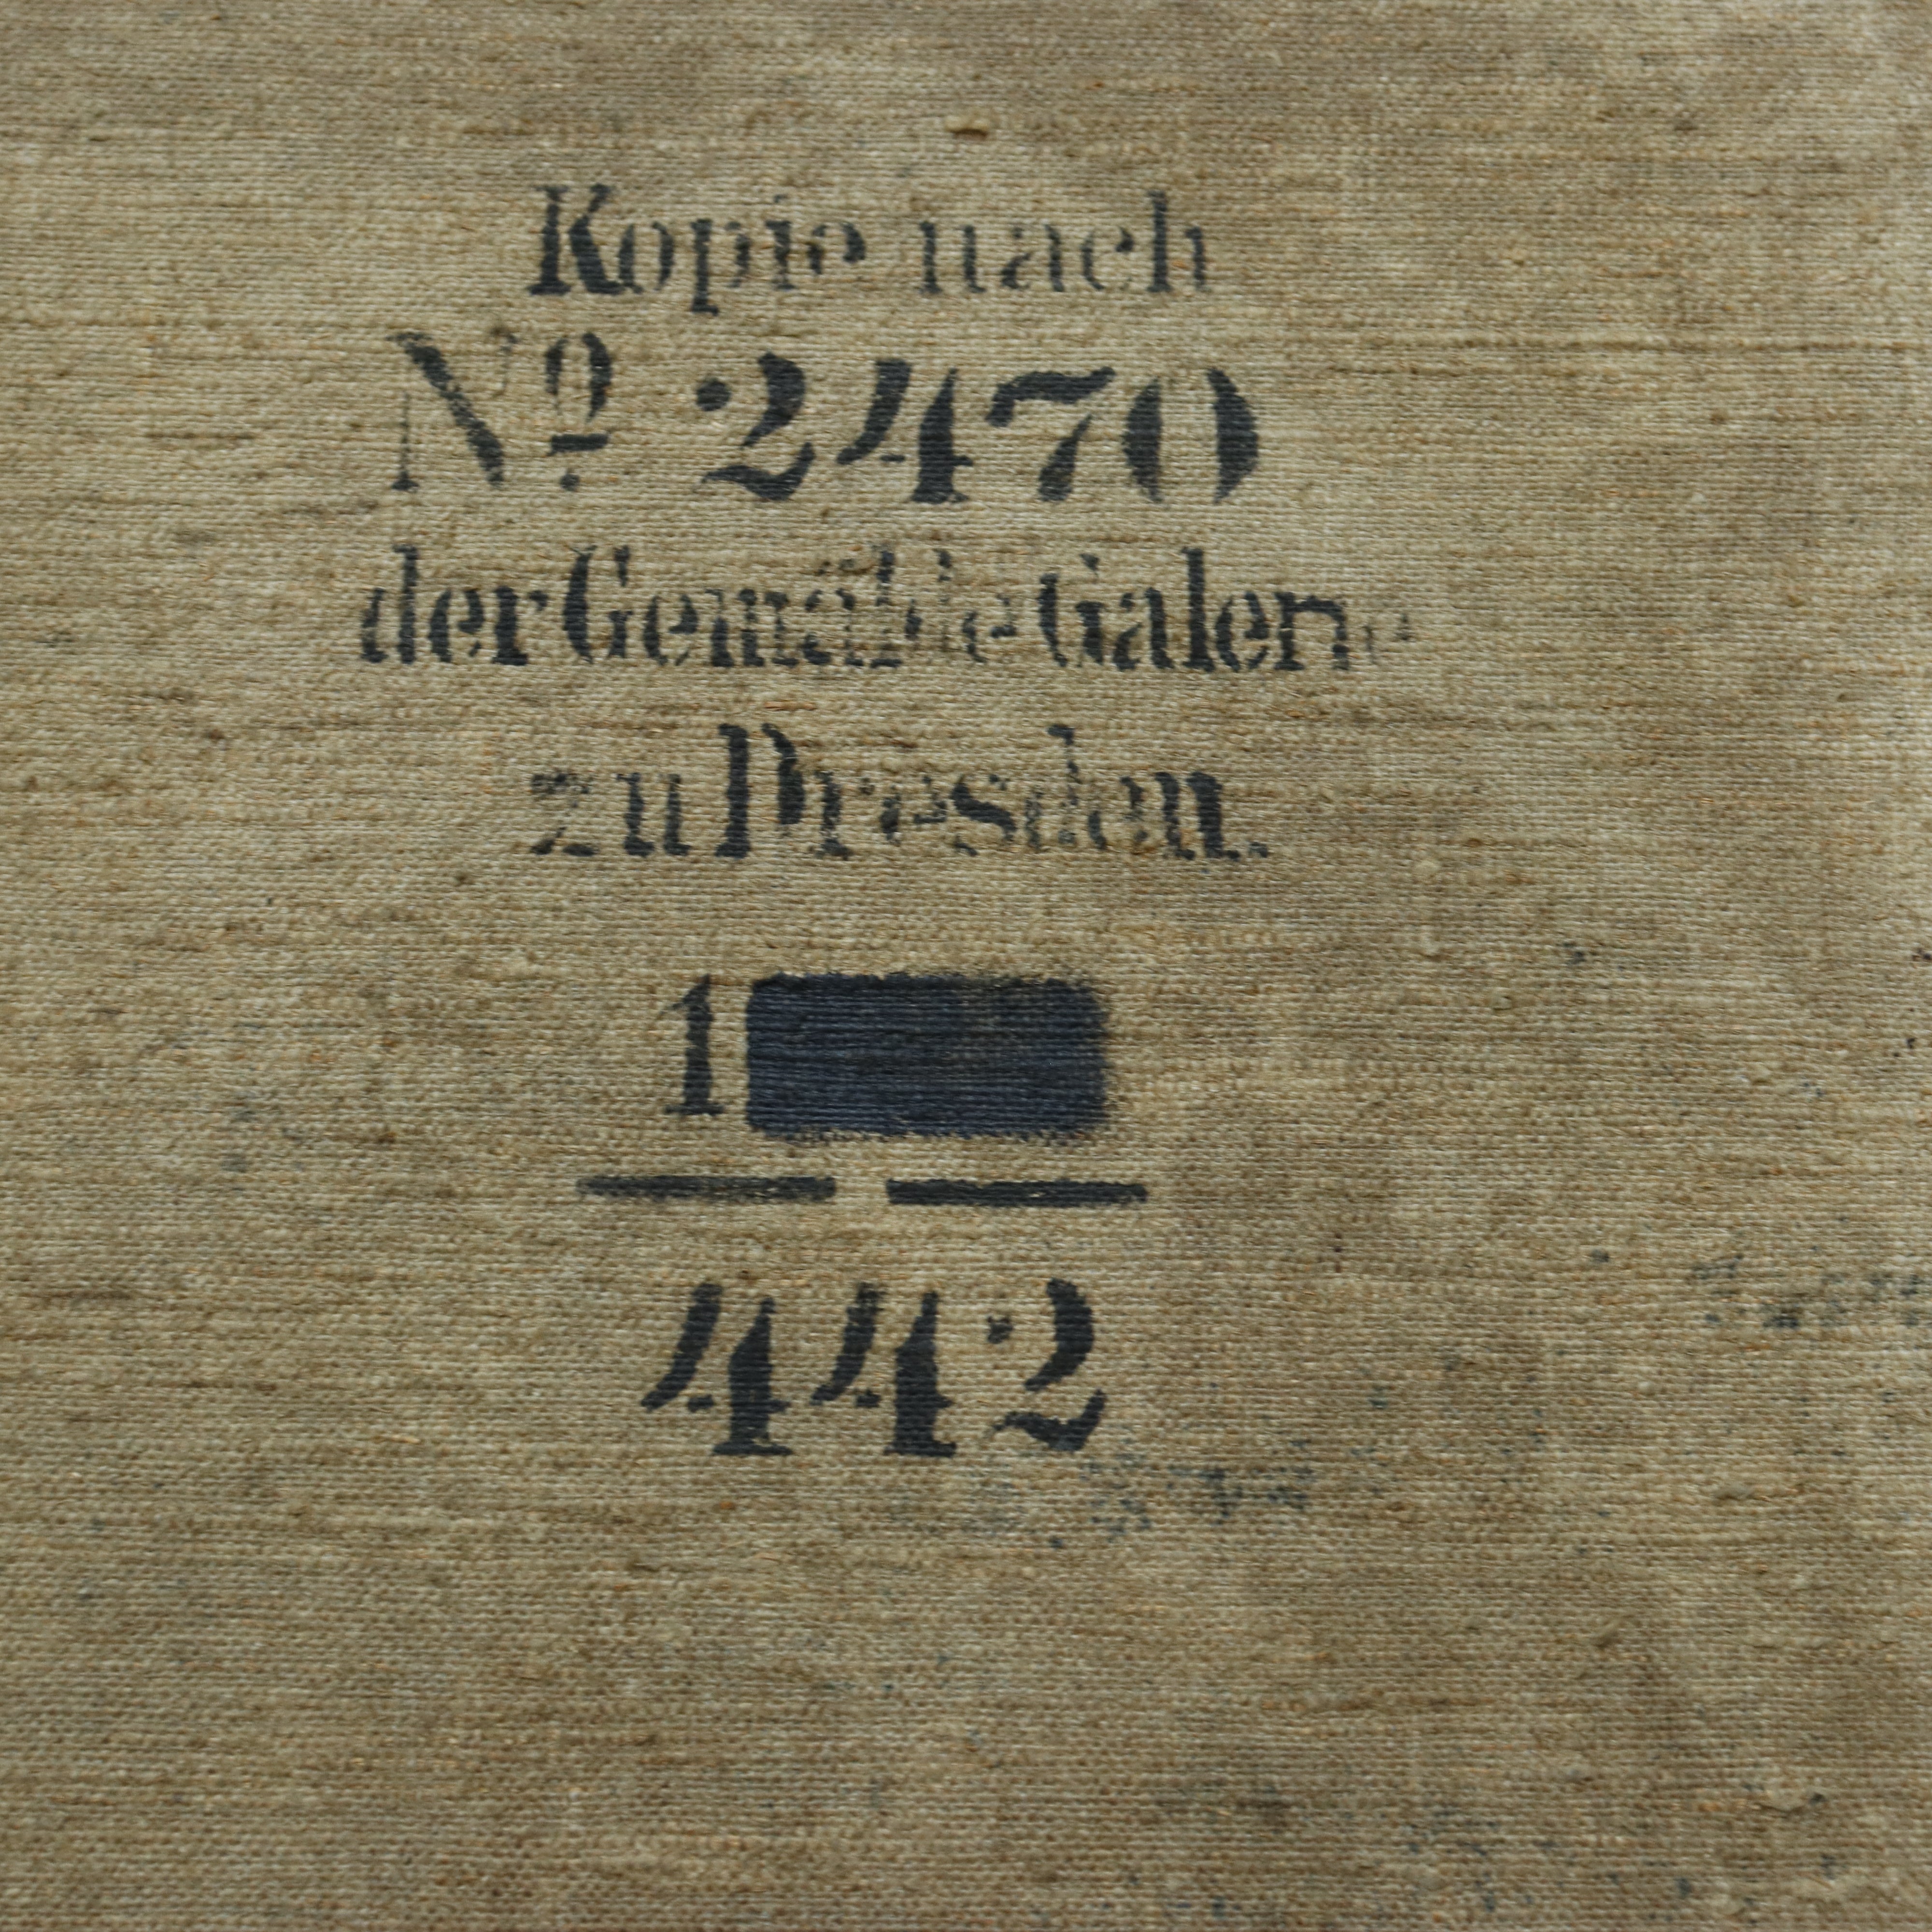 Kopie nach
Nº 2470
der Gemälde Galerie
zu Dresden.
1
442